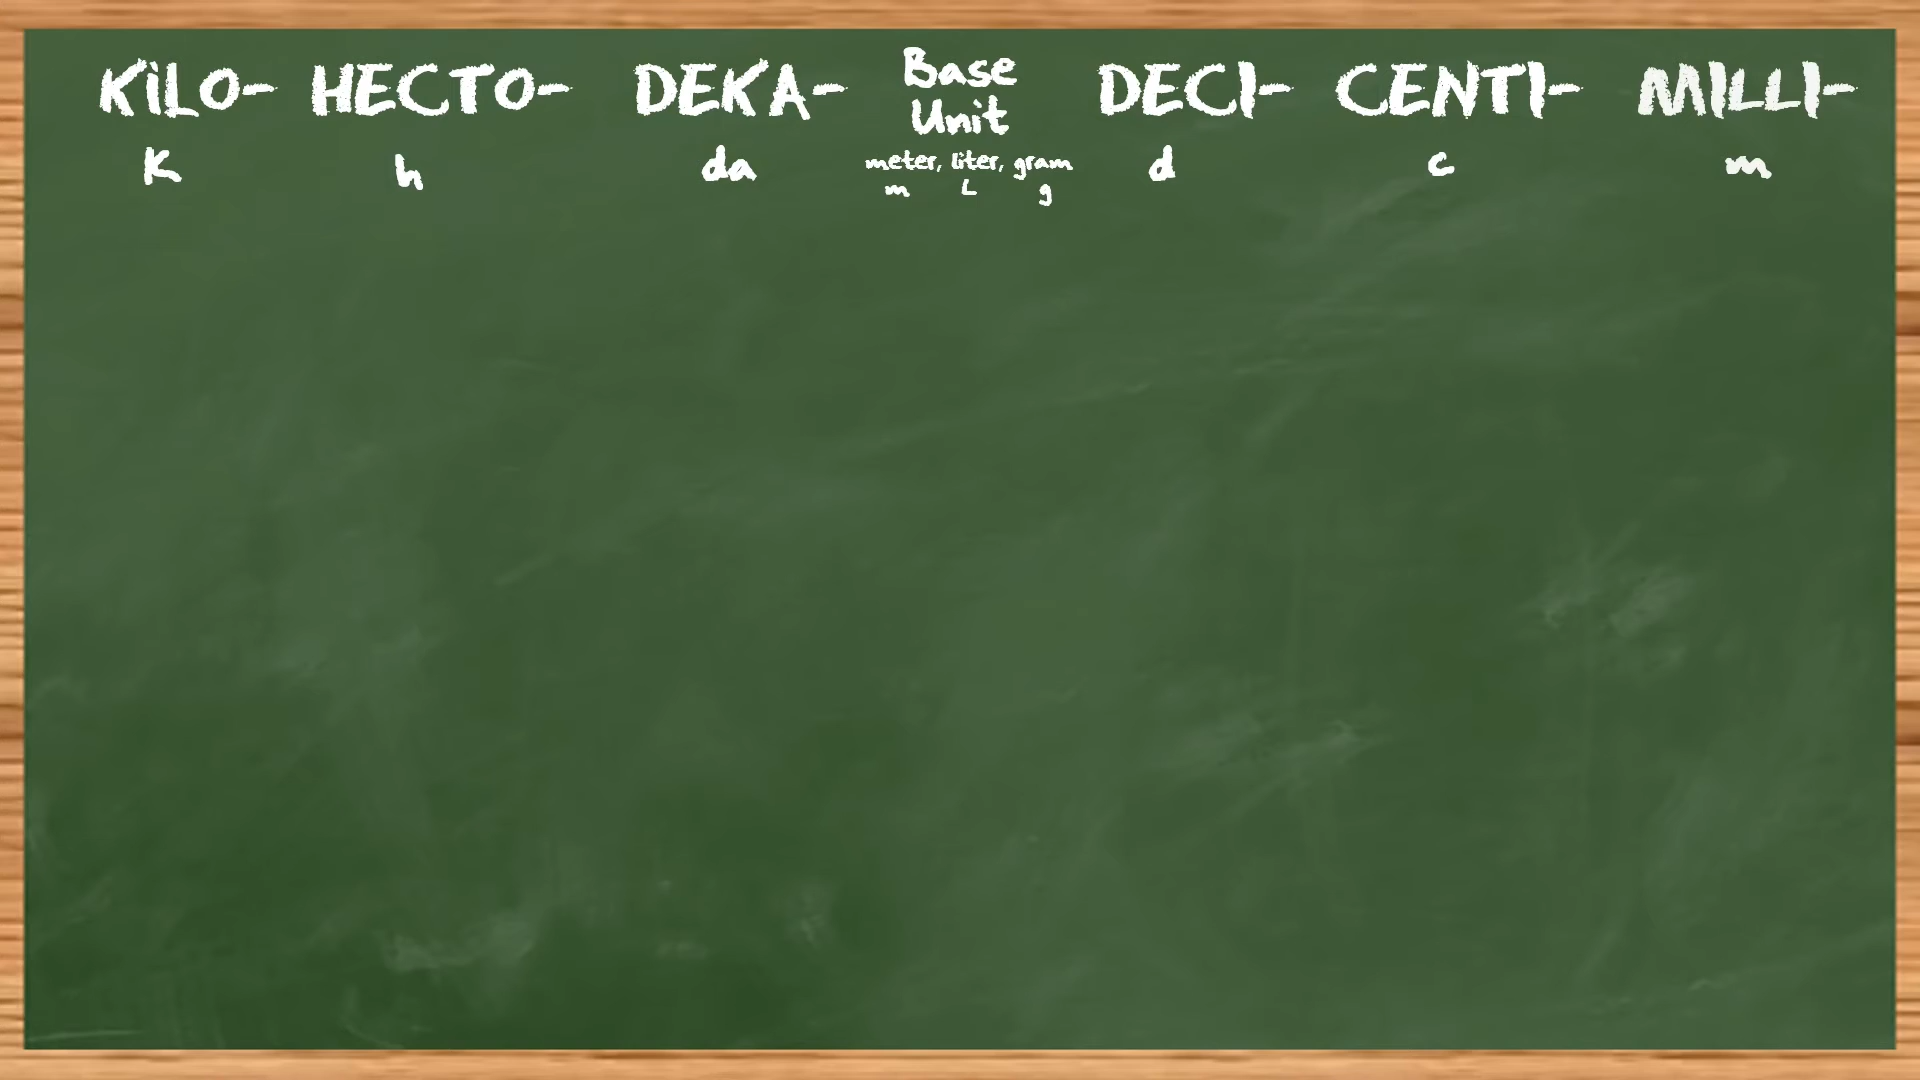 KiLO- HECTO- DEKA- Base Unit DECI- CENTI- MILLI-
K h da meter, liter, gram d c m
m L g